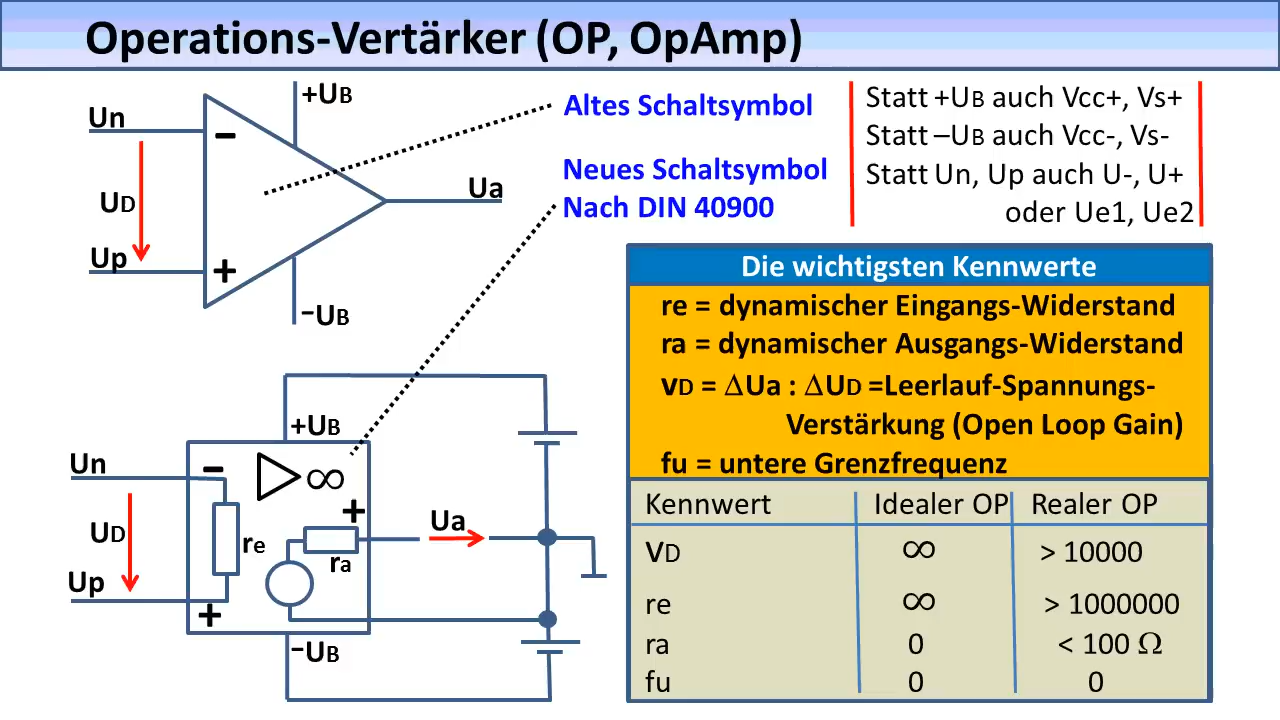 Operations-Vertärker (OP, OpAmp)
+UB
Un
−
UD
Ua
Up
+
−UB
Altes Schaltsymbol
Neues Schaltsymbol
Nach DIN 40900
Statt +UB auch Vcc+, Vs+
Statt –UB auch Vcc-, Vs-
Statt Un, Up auch U-, U+
oder Ue1, Ue2
+UB
Un
−
∞
+
Ua
UD
re
ra
Up
+
−UB
Die wichtigsten Kennwerte
re = dynamischer Eingangs-Widerstand
ra = dynamischer Ausgangs-Widerstand
vD = ΔUa : ΔUD =Leerlauf-Spannungs-
Verstärkung (Open Loop Gain)
fu = untere Grenzfrequenz
Kennwert Idealer OP Realer OP
vD ∞ > 10000
re ∞ > 1000000
ra 0 < 100 Ω
fu 0 0